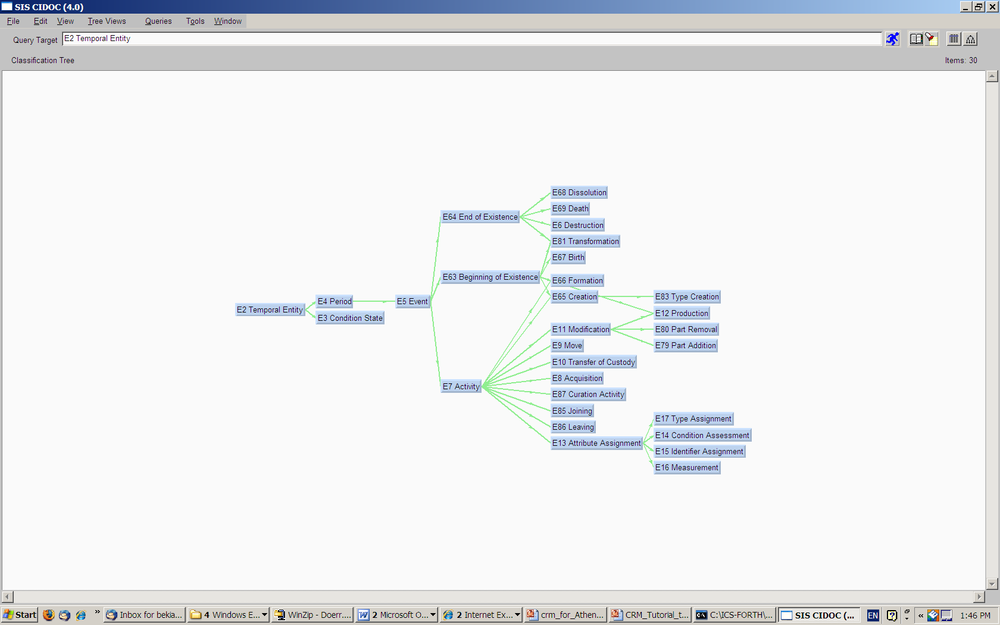 SIS CIDOC (4.0)
File Edit View Tree Views Queries Tools Window
Query Target E2 Temporal Entity
Classification Tree Items: 30
E68 Dissolution
E69 Death
E64 End of Existence
E6 Destruction
E81 Transformation
E67 Birth
E63 Beginning of Existence
E66 Formation
E65 Creation
E83 Type Creation
E4 Period
E5 Event
E2 Temporal Entity
E12 Production
E3 Condition State
E11 Modification
E80 Part Removal
E9 Move
E79 Part Addition
E10 Transfer of Custody
E8 Acquisition
E7 Activity
E87 Curation Activity
E85 Joining
E17 Type Assignment
E86 Leaving
E14 Condition Assessment
E13 Attribute Assignment
E15 Identifier Assignment
E16 Measurement
Start » Inbox for bekia... 4 Windows E... WinZip - Doerr... 2 Microsoft O... 2 Internet Ex... crm_for_Athen... CRM_Tutorial_t... C:\ICS-FORTH\... SIS CIDOC (... EN « 1:46 PM